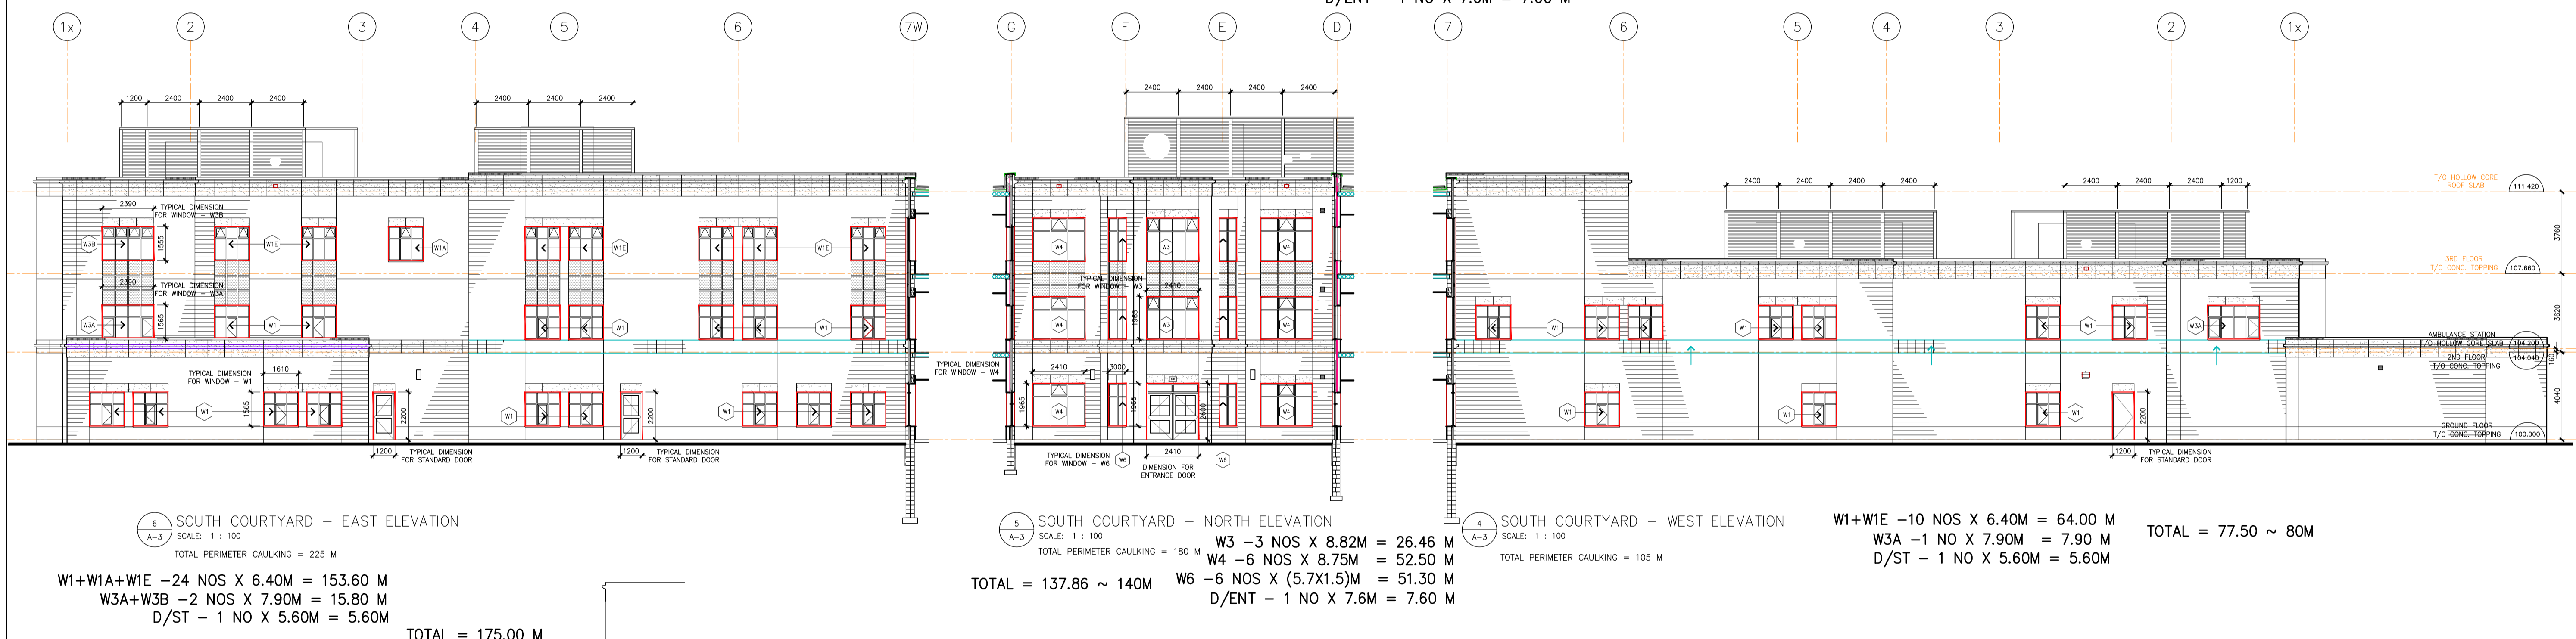 D/ENT - 1 NO X 7.6M = 7.60 M
1x 2 3 4 5 6 7W
G F E D
7 6 5 4 3 2 1x
1200 2400 2400 2400
2400 2400 2400
2400 2400 2400 2400
2400 2400 2400 2400
2400 2400 2400 1200
2390
TYPICAL DIMENSION
FOR WINDOW - W3B
W3B
1555
W1E
W1A
W1E
W1E
2390
TYPICAL DIMENSION
FOR WINDOW - W3A
W3A
1565
W1
W1
W1
TYPICAL DIMENSION
FOR WINDOW - W1
1610
1565
W1
2200
W1
2200
W1
1200
TYPICAL DIMENSION
FOR STANDARD DOOR
1200
TYPICAL DIMENSION
FOR STANDARD DOOR
W4
W3
W4
TYPICAL DIMENSION
FOR WINDOW - W3
2410
W4
1965
W3
W4
TYPICAL DIMENSION
FOR WINDOW - W4
2410
3000
1965
W4
1965
2600
W4
TYPICAL DIMENSION
FOR WINDOW - W6
W6
2410
W6
DIMENSION FOR
ENTRANCE DOOR
W1
W1
W1
W3A
W1
W1
W1
2200
1200
TYPICAL DIMENSION
FOR STANDARD DOOR
T/O HOLLOW CORE
ROOF SLAB
111.420
3760
3RD FLOOR
T/O CONC. TOPPING
107.660
3620
AMBULANCE STATION
T/O HOLLOW CORE SLAB
104.200
2ND FLOOR
T/O CONC. TOPPING
104.040
160
4040
GROUND FLOOR
T/O CONC. TOPPING
100.000
6
A-3
SOUTH COURTYARD - EAST ELEVATION
SCALE: 1 : 100
TOTAL PERIMETER CAULKING = 225 M
W1+W1A+W1E -24 NOS X 6.40M = 153.60 M
W3A+W3B -2 NOS X 7.90M = 15.80 M
D/ST - 1 NO X 5.60M = 5.60M
TOTAL = 175.00 M
5
A-3
SOUTH COURTYARD - NORTH ELEVATION
SCALE: 1 : 100
TOTAL PERIMETER CAULKING = 180 M
W3 -3 NOS X 8.82M = 26.46 M
W4 -6 NOS X 8.75M = 52.50 M
TOTAL = 137.86 ~ 140M
W6 -6 NOS X (5.7X1.5)M = 51.30 M
D/ENT - 1 NO X 7.6M = 7.60 M
4
A-3
SOUTH COURTYARD - WEST ELEVATION
SCALE: 1 : 100
TOTAL PERIMETER CAULKING = 105 M
W1+W1E -10 NOS X 6.40M = 64.00 M
W3A -1 NO X 7.90M = 7.90 M
D/ST - 1 NO X 5.60M = 5.60M
TOTAL = 77.50 ~ 80M